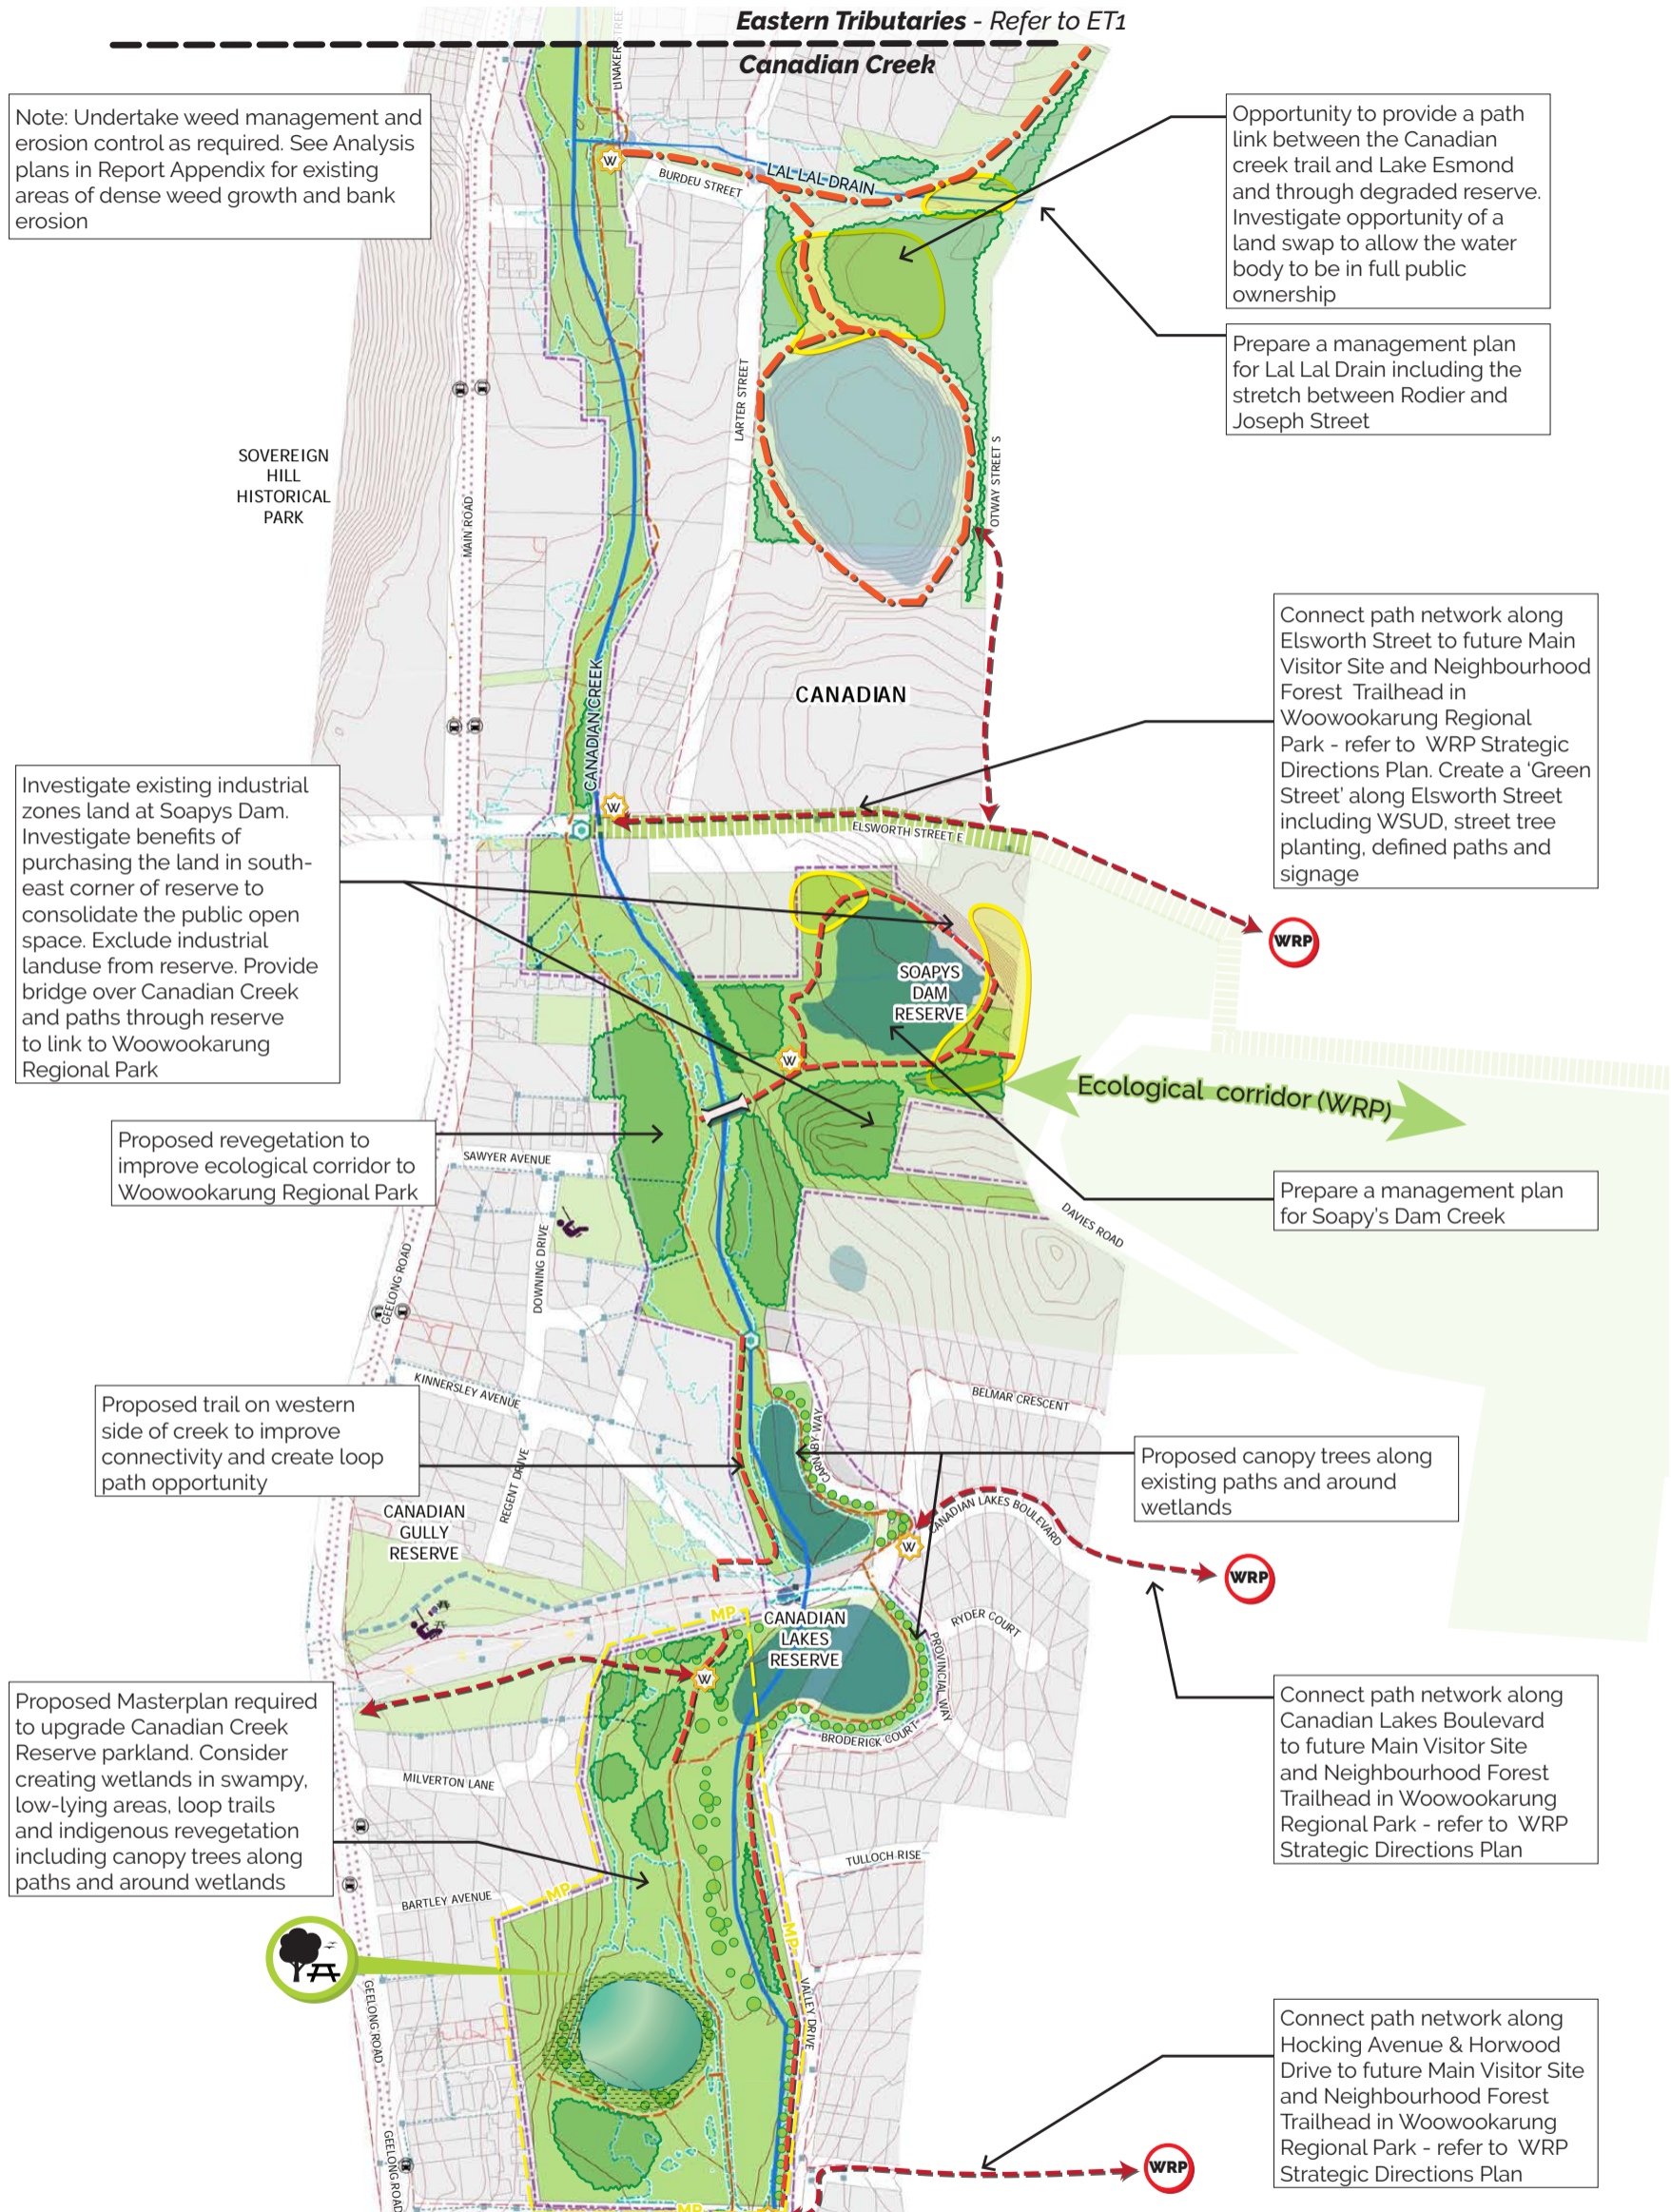 Eastern Tributaries - Refer to ET1
Canadian Creek
Note: Undertake weed management and
erosion control as required. See Analysis
plans in Report Appendix for existing
areas of dense weed growth and bank
erosion
Opportunity to provide a path
link between the Canadian
creek trail and Lake Esmond
and through degraded reserve.
Investigate opportunity of a
land swap to allow the water
body to be in full public
ownership
LINAKER STREET
W
BURDEU STREET
LAL LAL DRAIN
Prepare a management plan
for Lal Lal Drain including the
stretch between Rodier and
Joseph Street
LARTER STREET
OTWAY STREET S
SOVEREIGN
HILL
HISTORICAL
PARK
MAIN ROAD
CANADIAN CREEK
CANADIAN
Connect path network along
Elsworth Street to future Main
Visitor Site and Neighbourhood
Forest Trailhead in
Woowookarung Regional
Park - refer to WRP Strategic
Directions Plan. Create a ‘Green
Street’ along Elsworth Street
including WSUD, street tree
planting, defined paths and
signage
W
ELSWORTH STREET E
WRP
Investigate existing industrial
zones land at Soapys Dam.
Investigate benefits of
purchasing the land in south-
east corner of reserve to
consolidate the public open
space. Exclude industrial
landuse from reserve. Provide
bridge over Canadian Creek
and paths through reserve
to link to Woowookarung
Regional Park
SOAPYS
DAM
RESERVE
W
Ecological corridor (WRP)
Proposed revegetation to
improve ecological corridor to
Woowookarung Regional Park
SAWYER AVENUE
Prepare a management plan
for Soapy's Dam Creek
DAVIES ROAD
DOWNING DRIVE
GEELONG ROAD
KINNERSLEY AVENUE
BELMAR CRESCENT
Proposed trail on western
side of creek to improve
connectivity and create loop
path opportunity
CARNABY WAY
Proposed canopy trees along
existing paths and around
wetlands
REGENT DRIVE
CANADIAN
GULLY
RESERVE
CANADIAN LAKES BOULEVARD
W
WRP
MP
CANADIAN
LAKES
RESERVE
RYDER COURT
PROVINCIAL WAY
W
BRODERICK COURT
Proposed Masterplan required
to upgrade Canadian Creek
Reserve parkland. Consider
creating wetlands in swampy,
low-lying areas, loop trails
and indigenous revegetation
including canopy trees along
paths and around wetlands
Connect path network along
Canadian Lakes Boulevard
to future Main Visitor Site
and Neighbourhood Forest
Trailhead in Woowookarung
Regional Park - refer to WRP
Strategic Directions Plan
MILVERTON LANE
TULLOCH RISE
BARTLEY AVENUE
MP
MP
GEELONG ROAD
VALLEY DRIVE
Connect path network along
Hocking Avenue & Horwood
Drive to future Main Visitor Site
and Neighbourhood Forest
Trailhead in Woowookarung
Regional Park - refer to WRP
Strategic Directions Plan
GEELONG ROAD
WRP
MP